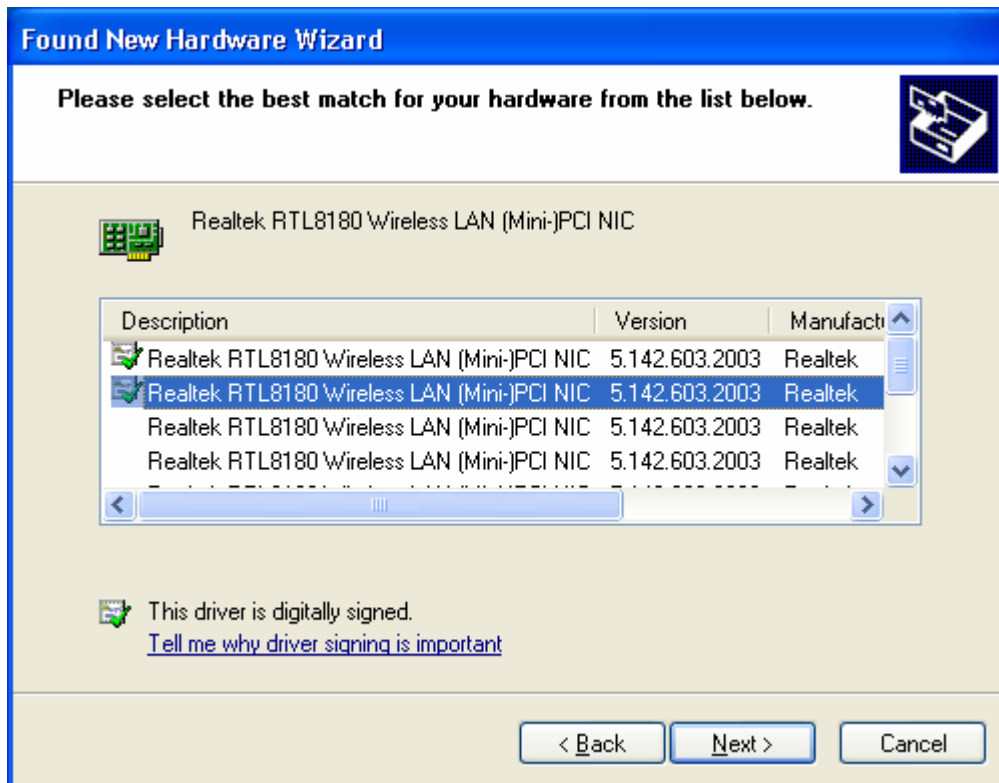 Found New Hardware Wizard
Please select the best match for your hardware from the list below.
Realtek RTL8180 Wireless LAN (Mini-)PCI NIC
Description Version Manufactu
Realtek RTL8180 Wireless LAN (Mini-)PCI NIC 5.142.603.2003 Realtek
Realtek RTL8180 Wireless LAN (Mini-)PCI NIC 5.142.603.2003 Realtek
Realtek RTL8180 Wireless LAN (Mini-)PCI NIC 5.142.603.2003 Realtek
Realtek RTL8180 Wireless LAN (Mini-)PCI NIC 5.142.603.2003 Realtek
This driver is digitally signed.
Tell me why driver signing is important
< Back Next > Cancel